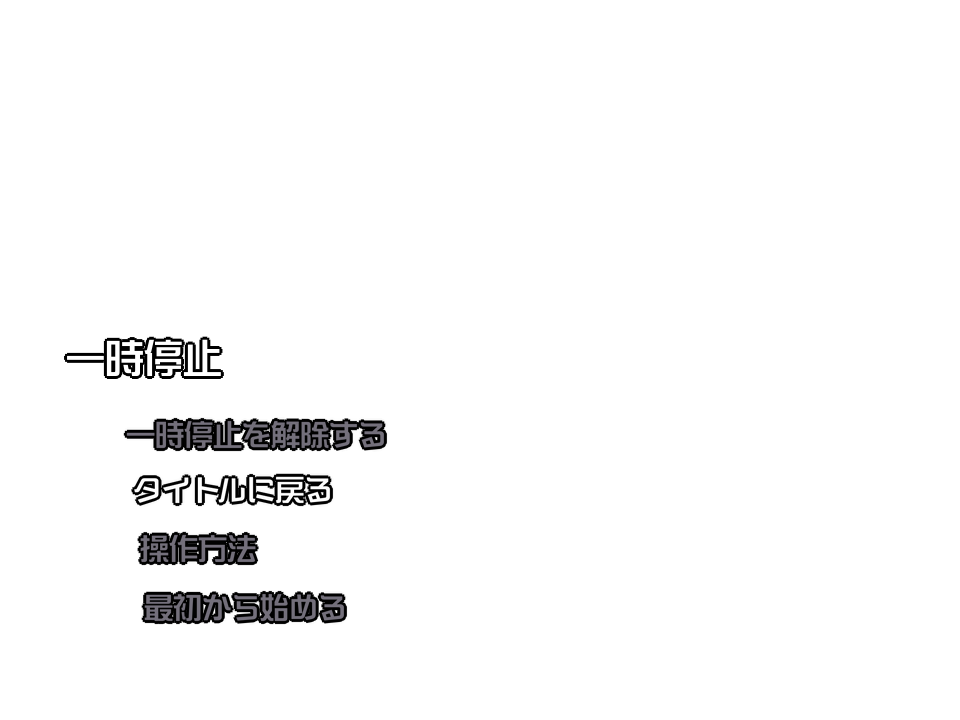 一時停止
一時停止を解除する
タイトルに戻る
操作方法
最初から始める